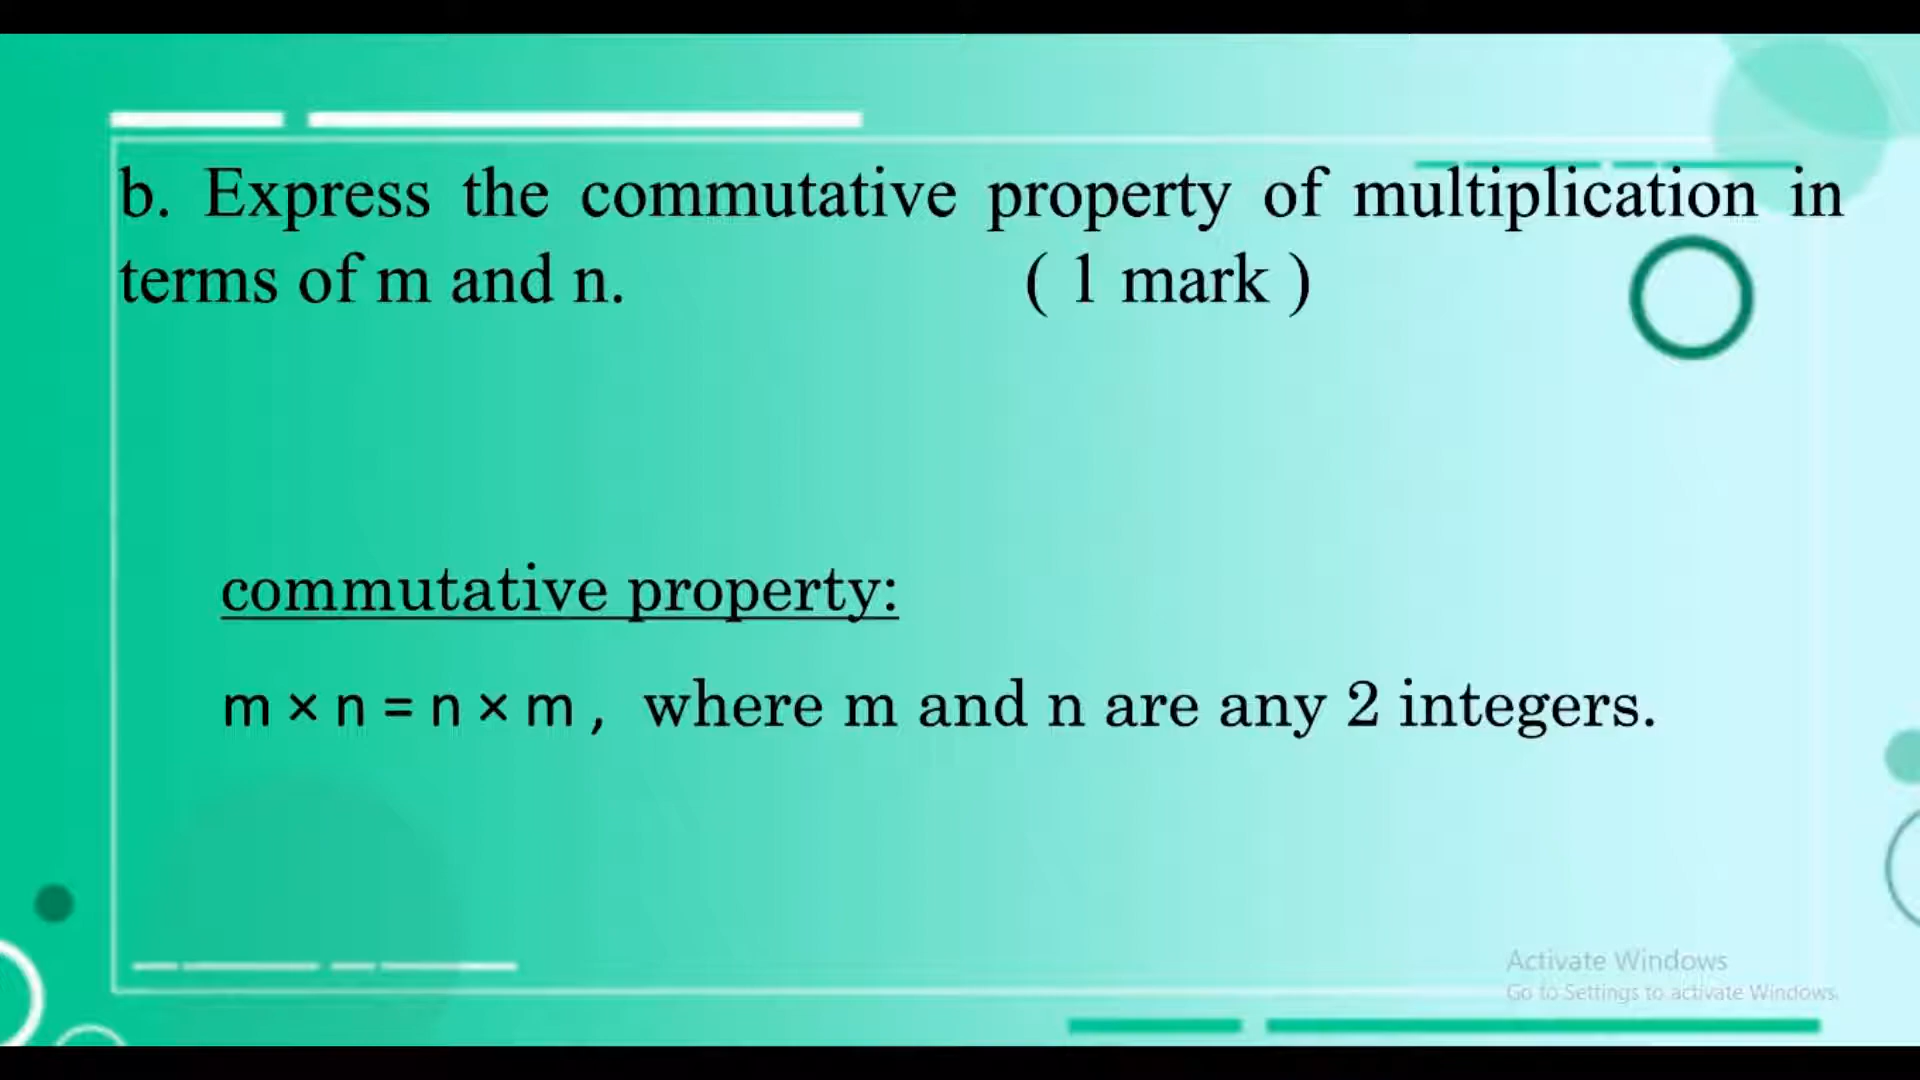 b. Express the commutative property of multiplication in
terms of m and n. ( 1 mark )
commutative property:
m × n = n × m , where m and n are any 2 integers.
Activate Windows
Go to Settings to activate Windows.